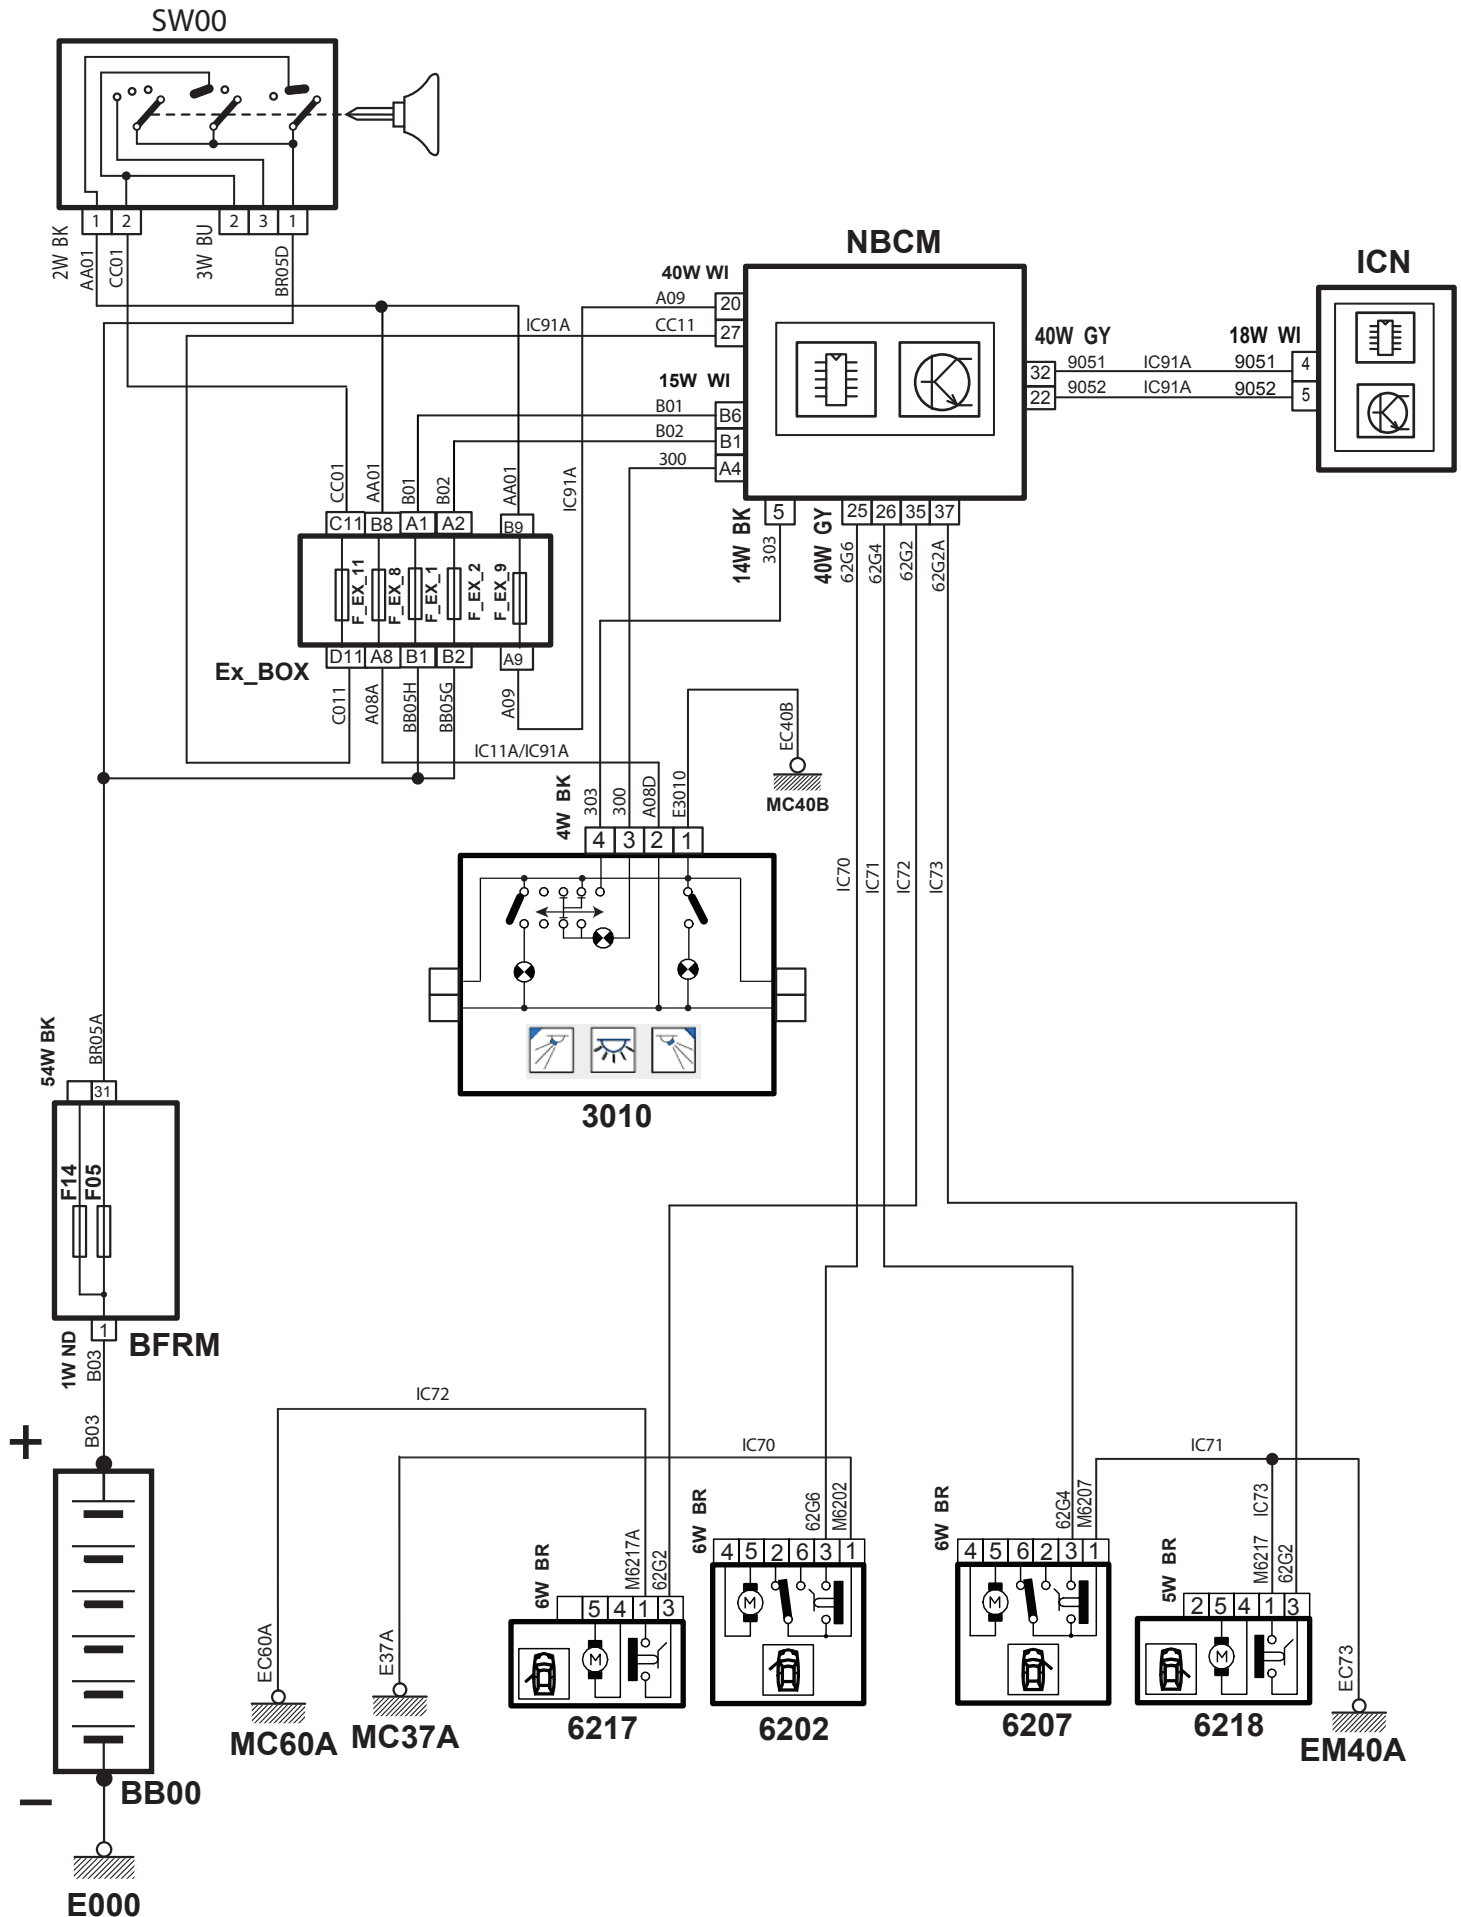 SW00
1 2 2 3 1
2W BK
AA01
CC01
3W BU
BR05D
NBCM
ICN
40W WI
A09
20
IC91A
CC11
27
40W GY
18W WI
9051
IC91A
9051
4
32
9052
IC91A
9052
5
22
15W WI
B01
B6
B02
B1
300
A4
CC01
AA01
B01
B02
AA01
IC91A
C11 B8 A1 A2 B9
F_EX_11
F_EX_8
F_EX_1
F_EX_2
F_EX_9
D11 A8 B1 B2 A9
Ex_BOX
C011
A08A
BB05H
BB05G
A09
14W BK
5
303
40W GY
25 26 35 37
62G6
62G4
62G2
62G2A
IC11A/IC91A
EC40B
MC40B
4W BK
303
300
A08D
E3010
4 3 2 1
3010
IC70
IC71
IC72
IC73
54W BK
BR05A
31
F14
F05
1
BFRM
1W ND
B03
B03
+
−
BB00
E000
IC72
IC70
IC71
EC60A
MC60A
E37A
MC37A
6W BR
M6217A
62G2
5 4 1 3
M
6217
6W BR
62G6
M6202
4 5 2 6 3 1
M
6202
6W BR
62G4
M6207
4 5 6 2 3 1
M
6207
5W BR
IC73
M6217
62G2
2 5 4 1 3
M
6218
EC73
EM40A